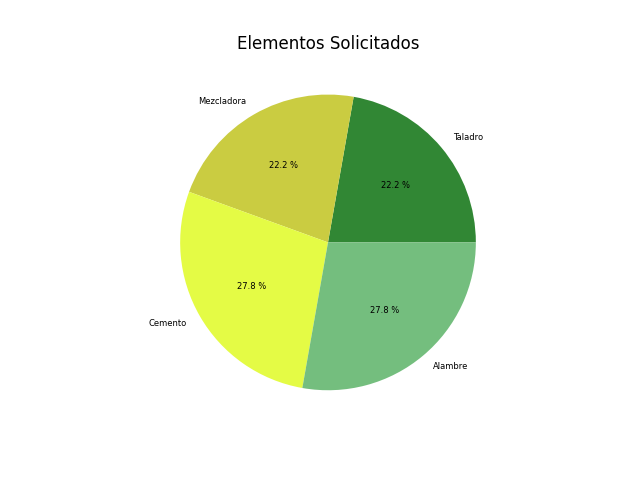 Elementos Solicitados
Mezcladora
Taladro
22.2 %
22.2 %
27.8 %
27.8 %
Cemento
Alambre